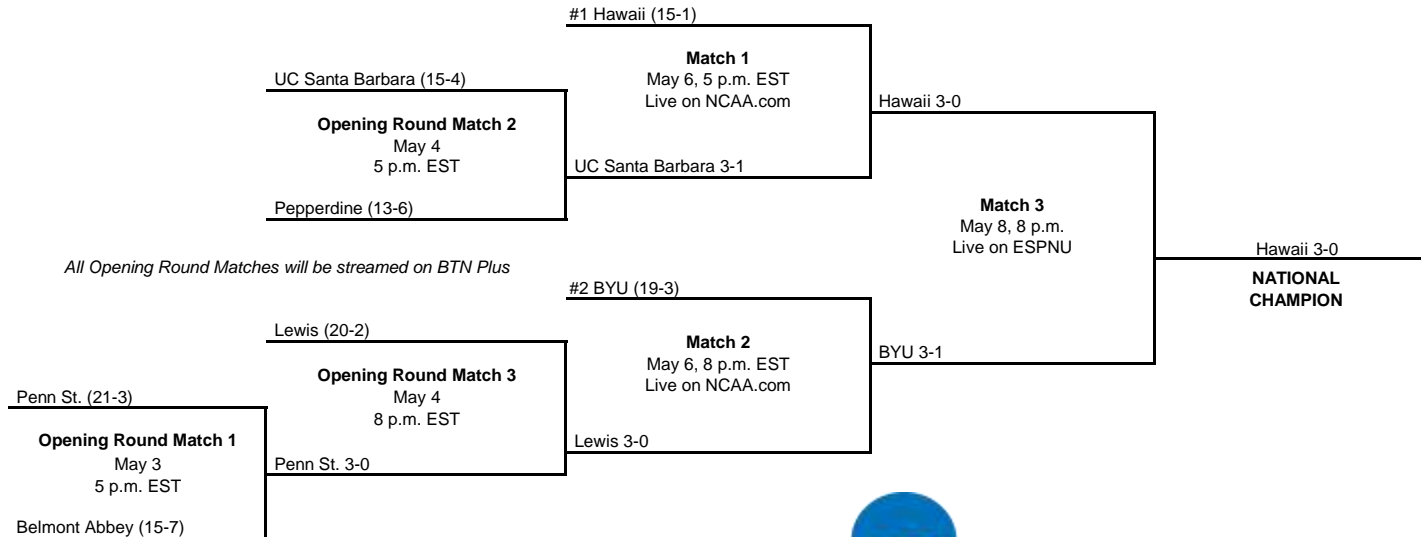 #1 Hawaii (15-1)
Match 1
May 6, 5 p.m. EST
Live on NCAA.com
UC Santa Barbara (15-4)
Hawaii 3-0
Opening Round Match 2
May 4
5 p.m. EST
UC Santa Barbara 3-1
Pepperdine (13-6)
Match 3
May 8, 8 p.m.
Live on ESPNU
Hawaii 3-0
NATIONAL
CHAMPION
All Opening Round Matches will be streamed on BTN Plus
#2 BYU (19-3)
Lewis (20-2)
Match 2
May 6, 8 p.m. EST
Live on NCAA.com
BYU 3-1
Opening Round Match 3
May 4
8 p.m. EST
Penn St. (21-3)
Lewis 3-0
Opening Round Match 1
May 3
5 p.m. EST
Penn St. 3-0
Belmont Abbey (15-7)